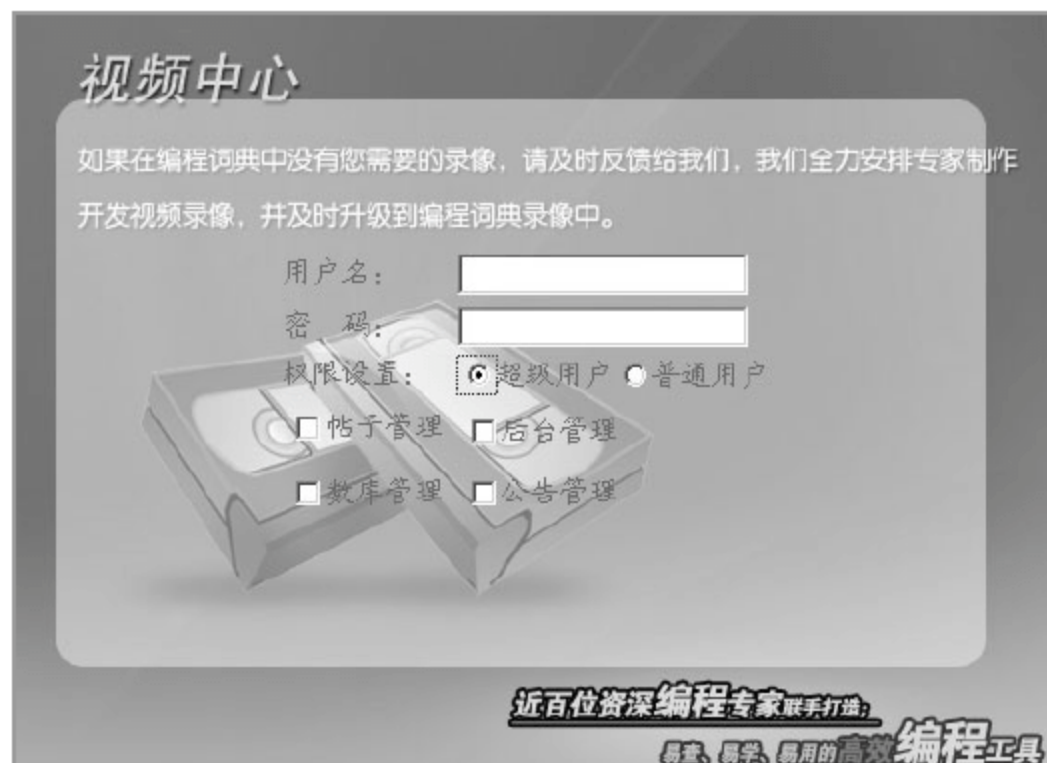 视频中心
如果在编程词典中没有您需要的录像，请及时反馈给我们，我们全力安排专家制作
开发视频录像，并及时升级到编程词典录像中。
用户名：
密 码：
权限设置： 超级用户 普通用户
帖子管理 后台管理
数库管理 公告管理
近百位资深编程专家联手打造;
易查、易学、易用的高效编程工具